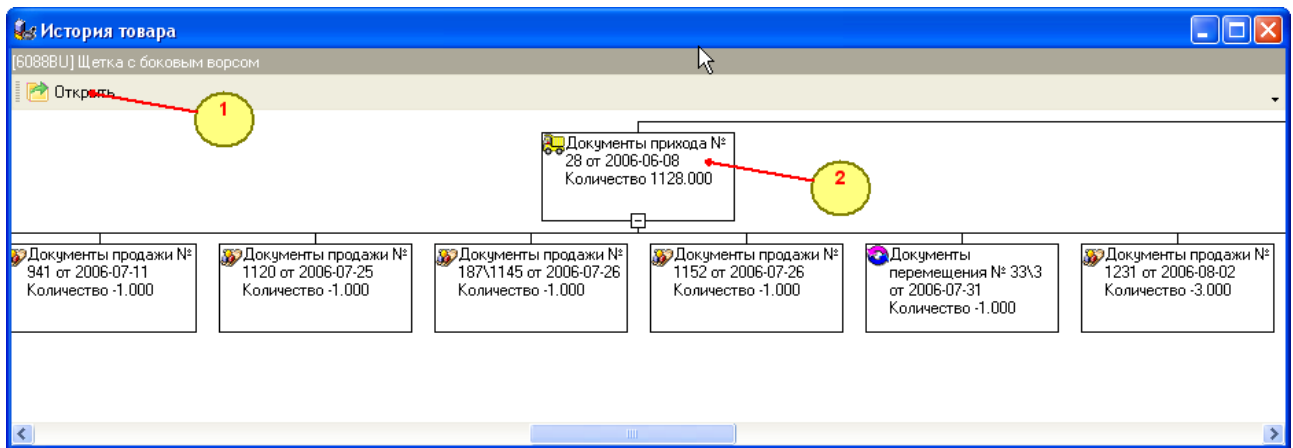 История товара
[6088BU] Щетка с боковым ворсом
Открыть
1
Документы прихода №
28 от 2006-06-08
Количество 1128.000
2
Документы продажи №
941 от 2006-07-11
Количество -1.000
Документы продажи №
1120 от 2006-07-25
Количество -1.000
Документы продажи №
187\1145 от 2006-07-26
Количество -1.000
Документы продажи №
1152 от 2006-07-26
Количество -1.000
Документы
перемещения № 33\3
от 2006-07-31
Количество -1.000
Документы продажи №
1231 от 2006-08-02
Количество -3.000